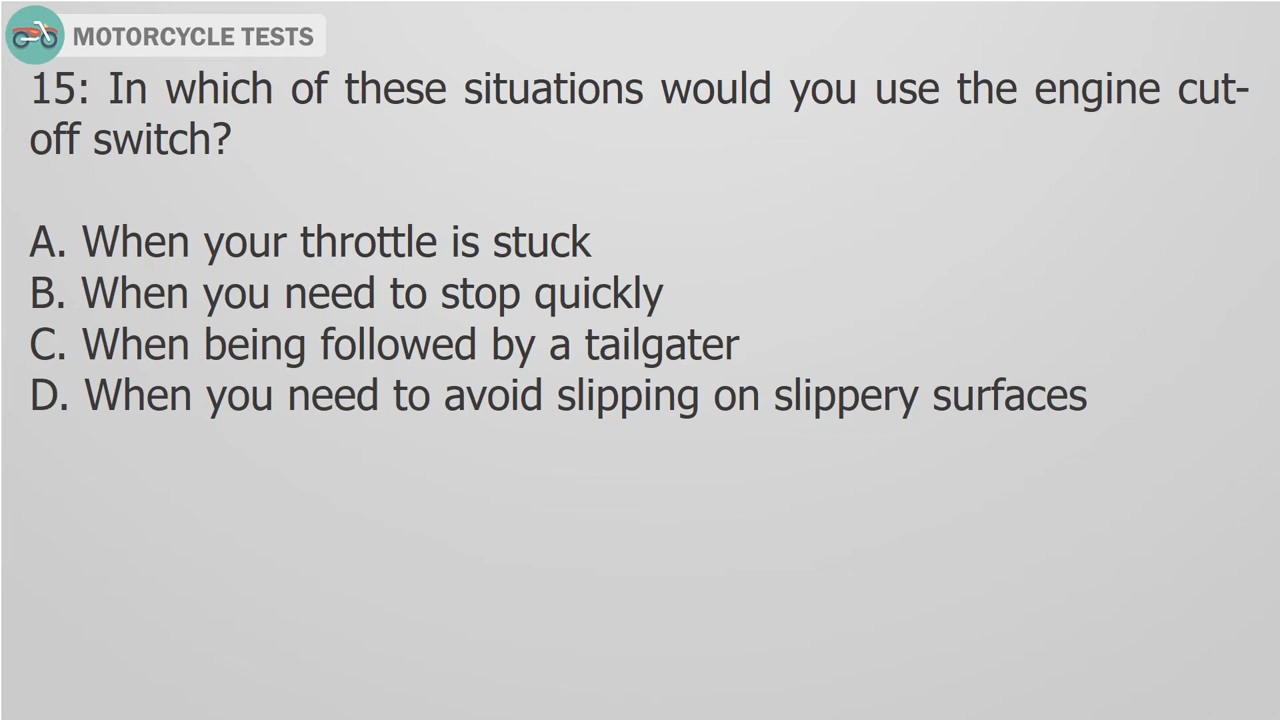 MOTORCYCLE TESTS
15: In which of these situations would you use the engine cut-
off switch?
A. When your throttle is stuck
B. When you need to stop quickly
C. When being followed by a tailgater
D. When you need to avoid slipping on slippery surfaces